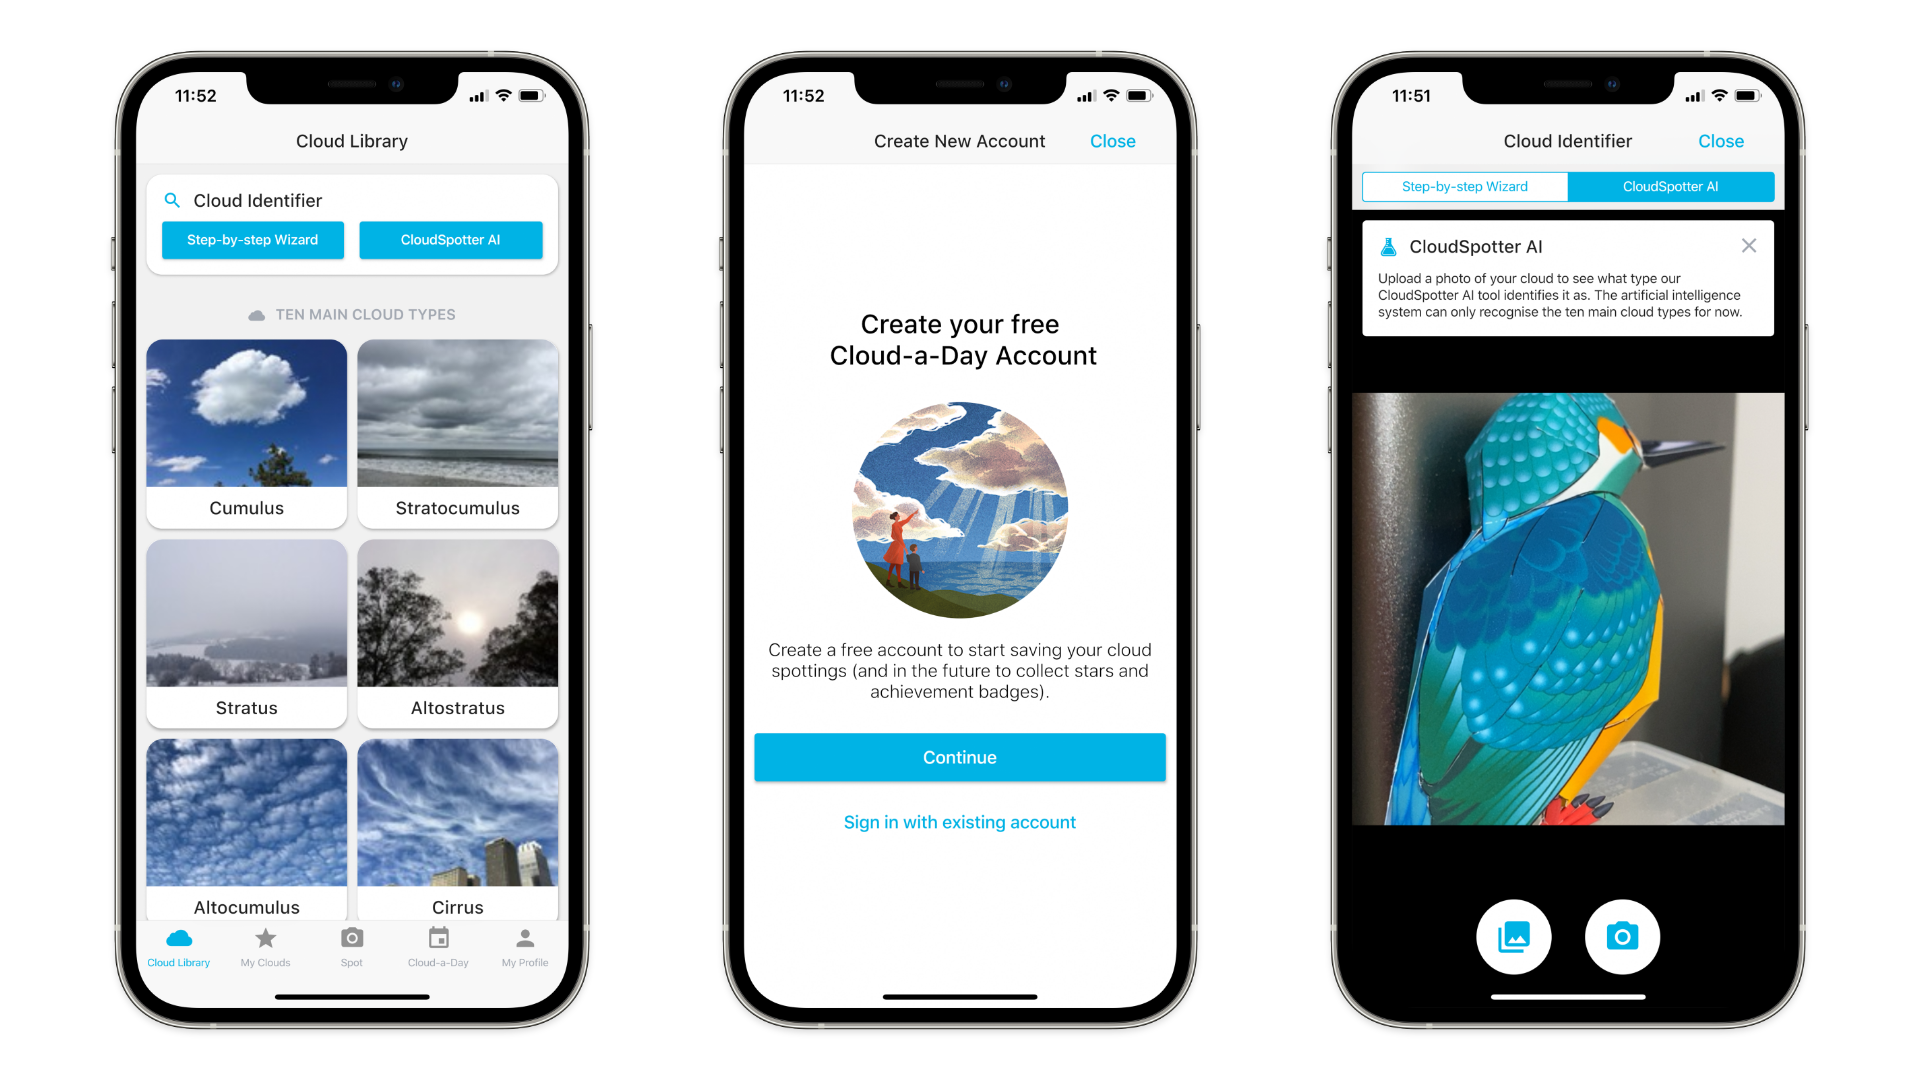 11:52
Cloud Library
Cloud Identifier
Step-by-step Wizard
CloudSpotter AI
TEN MAIN CLOUD TYPES
Cumulus
Stratocumulus
Stratus
Altostratus
Altocumulus
Cirrus
Cloud Library
My Clouds
Spot
Cloud-a-Day
My Profile
11:52
Create New Account
Close
Create your free
Cloud-a-Day Account
Create a free account to start saving your cloud
spottings (and in the future to collect stars and
achievement badges).
Continue
Sign in with existing account
11:51
Cloud Identifier
Close
Step-by-step Wizard
CloudSpotter AI
CloudSpotter AI
Upload a photo of your cloud to see what type our
CloudSpotter AI tool identifies it as. The artificial intelligence
system can only recognise the ten main cloud types for now.